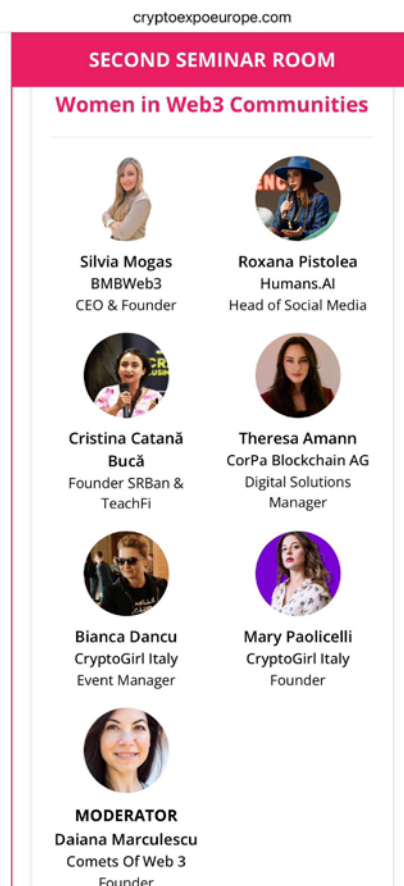 cryptoexpoeurope.com
SECOND SEMINAR ROOM
Women in Web3 Communities
Silvia Mogas
BMBWeb3
CEO & Founder
Roxana Pistolea
Humans.AI
Head of Social Media
Cristina Catană
Bucă
Founder SRBan &
TeachFi
Theresa Amann
CorPa Blockchain AG
Digital Solutions
Manager
Bianca Dancu
CryptoGirl Italy
Event Manager
Mary Paolicelli
CryptoGirl Italy
Founder
MODERATOR
Daiana Marculescu
Comets Of Web 3
Founder